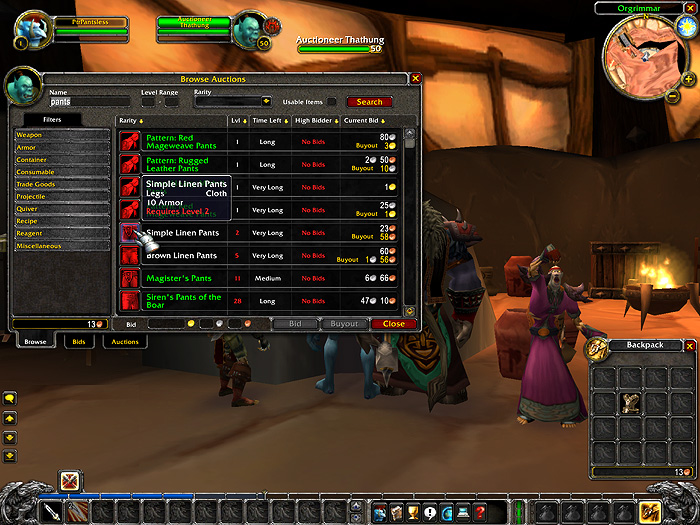 Orgrimmar
PoPantsless
1
Auctioneer
Thathung
50
Auctioneer Thathung
50
N
Browse Auctions
Name
Level Range
Rarity
pants
-
Usable Items
Search
Filters
Rarity
Lvl
Time Left
High Bidder
Current Bid
Weapon
Armor
Container
Consumable
Trade Goods
Projectile
Quiver
Recipe
Reagent
Miscellaneous
Pattern: Red
Mageweave Pants
1
Long
No Bids
80
Buyout 3
Pattern: Rugged
Leather Pants
1
Long
No Bids
2 50
Buyout 10
1
Very Long
No Bids
1
1
Very Long
No Bids
25
Buyout 1
Simple Linen Pants
Legs Cloth
10 Armor
Requires Level 2
Simple Linen Pants
2
Very Long
No Bids
23
Buyout 58
Brown Linen Pants
5
Very Long
No Bids
60
Buyout 1 56
Magister's Pants
11
Medium
No Bids
6 66
Siren's Pants of the
Boar
28
Long
No Bids
47 10
13
Bid
Bid
Buyout
Close
Browse
Bids
Auctions
Backpack
13